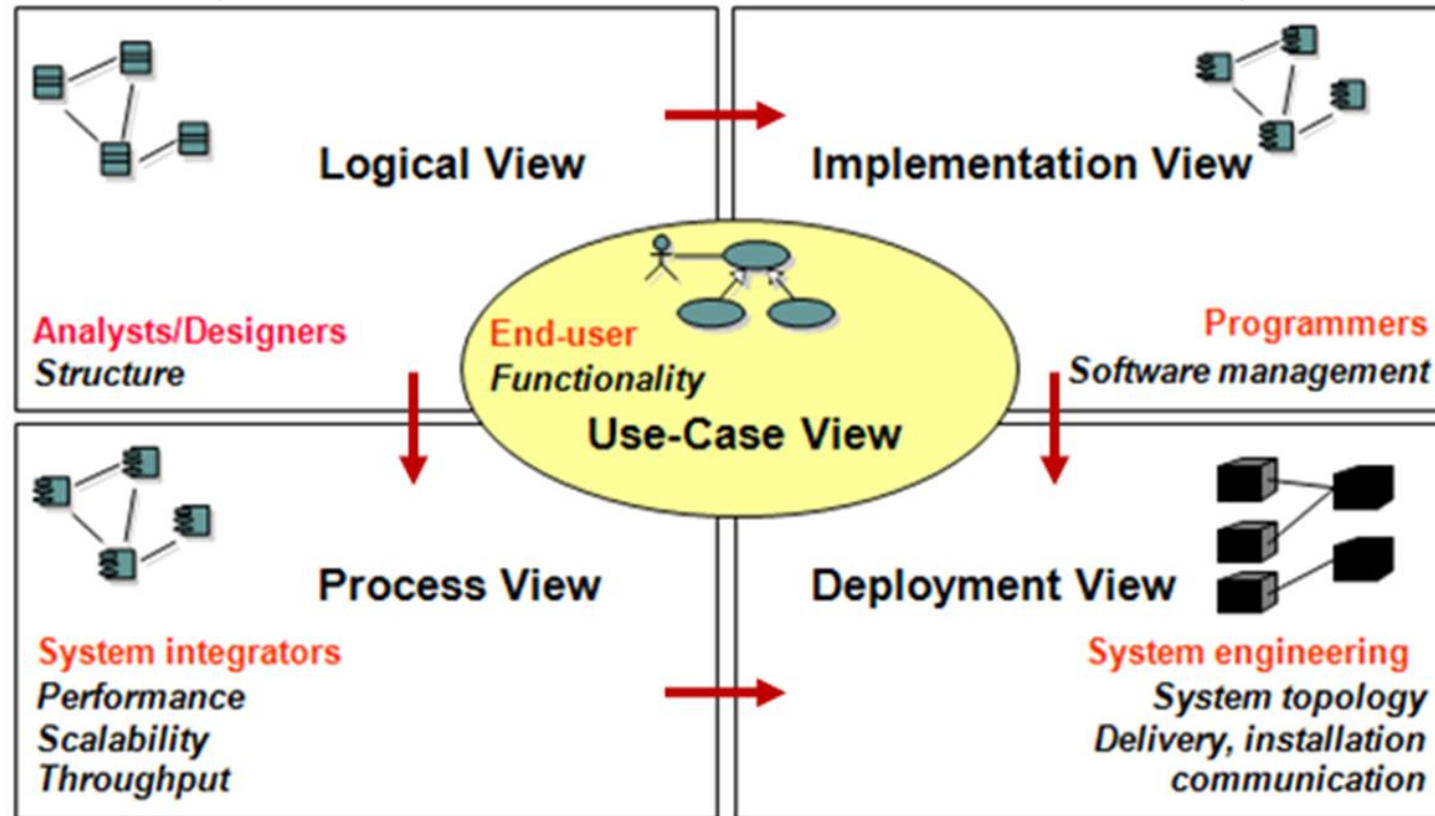 Logical View
Analysts/Designers
Structure
Implementation View
Programmers
Software management
End-user
Functionality
Use-Case View
Process View
System integrators
Performance
Scalability
Throughput
Deployment View
System engineering
System topology
Delivery, installation
communication